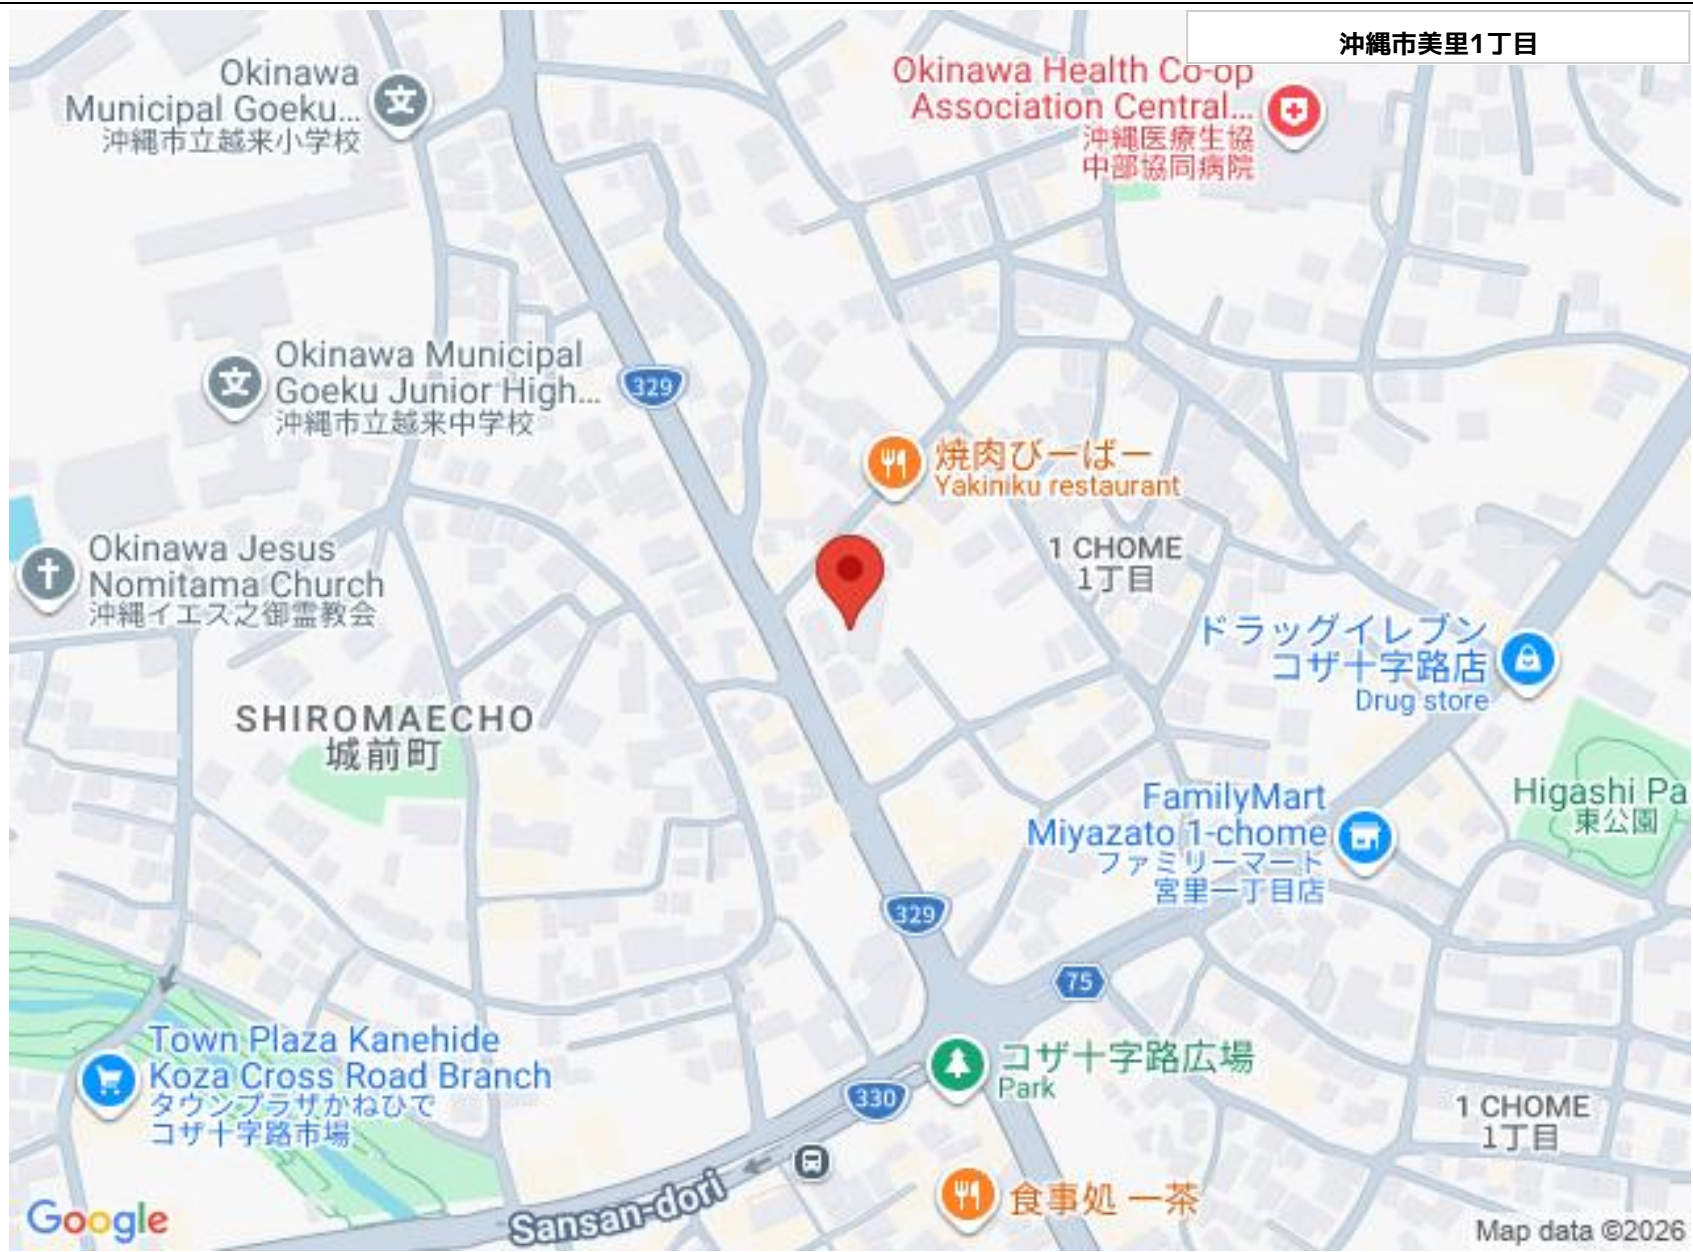 沖縄市美里1丁目
Okinawa
Municipal Goeku...
沖縄市立越来小学校
Okinawa Health Co-op
Association Central...
沖縄医療生協
中部協同病院
Okinawa Municipal
Goeku Junior High...
沖縄市立越来中学校
329
焼肉びーばー
Yakiniku restaurant
Okinawa Jesus
Nomitama Church
沖縄イエス之御霊教会
1 CHOME
1丁目
ドラッグイレブン
コザ十字路店
Drug store
SHIROMAECHO
城前町
FamilyMart
Miyazato 1-chome
ファミリーマート
宮里一丁目店
Higashi Pa
東公園
329
75
Town Plaza Kanehide
Koza Cross Road Branch
タウンプラザかねひで
コザ十字路市場
コザ十字路広場
Park
330
1 CHOME
1丁目
Sansan-dori
食事処 一茶
Google
Map data ©2026